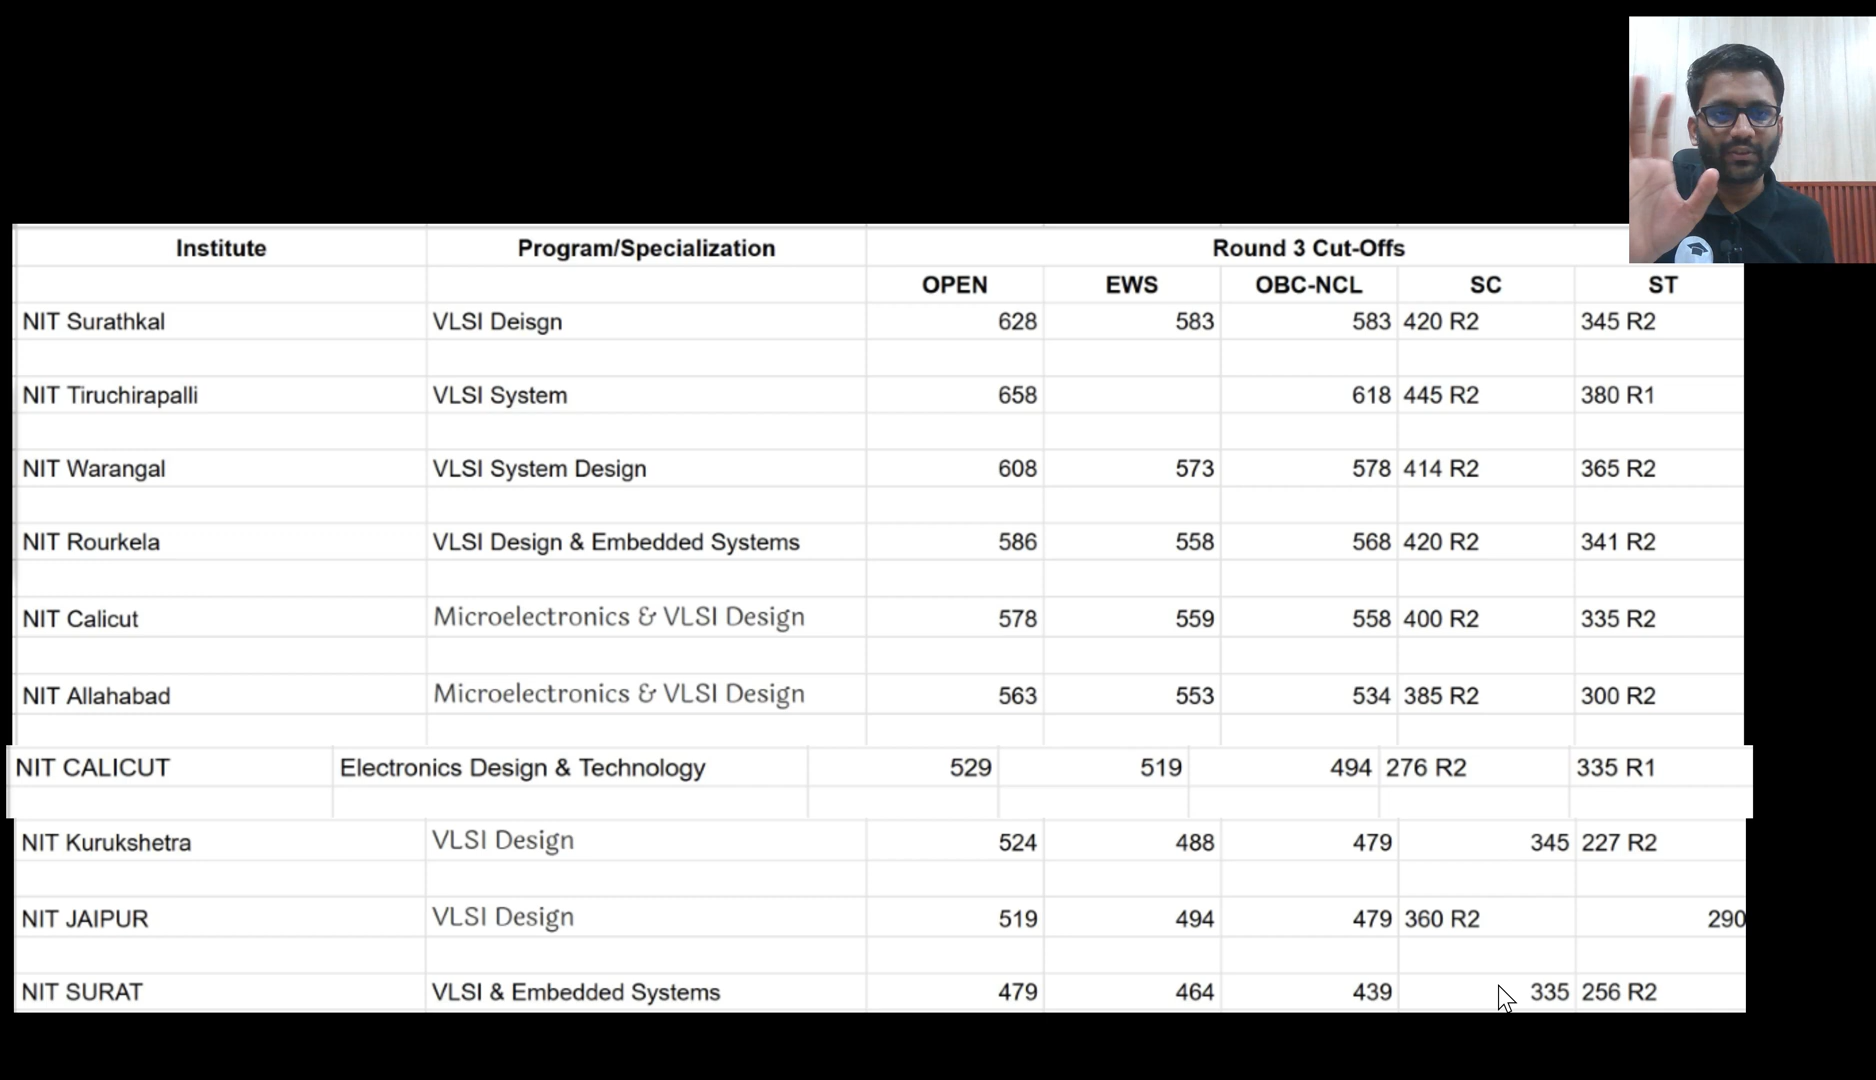 Institute Program/Specialization Round 3 Cut-Offs
OPEN EWS OBC-NCL SC ST
NIT Surathkal VLSI Deisgn 628 583 583 420 R2 345 R2
NIT Tiruchirapalli VLSI System 658 618 445 R2 380 R1
NIT Warangal VLSI System Design 608 573 578 414 R2 365 R2
NIT Rourkela VLSI Design & Embedded Systems 586 558 568 420 R2 341 R2
NIT Calicut Microelectronics & VLSI Design 578 559 558 400 R2 335 R2
NIT Allahabad Microelectronics & VLSI Design 563 553 534 385 R2 300 R2
NIT CALICUT Electronics Design & Technology 529 519 494 276 R2 335 R1
NIT Kurukshetra VLSI Design 524 488 479 345 227 R2
NIT JAIPUR VLSI Design 519 494 479 360 R2 290
NIT SURAT VLSI & Embedded Systems 479 464 439 335 256 R2